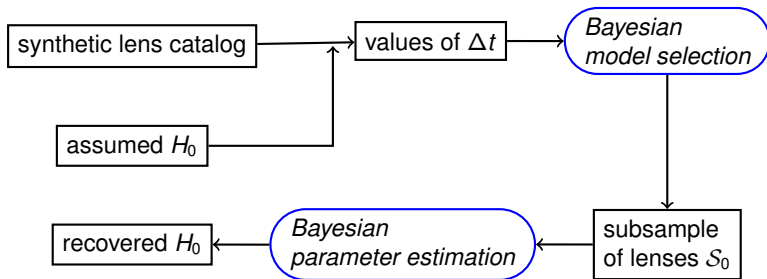 synthetic lens catalog
values of Δt
Bayesian
model selection
assumed H₀
recovered H₀
Bayesian
parameter estimation
subsample
of lenses 𝒮₀